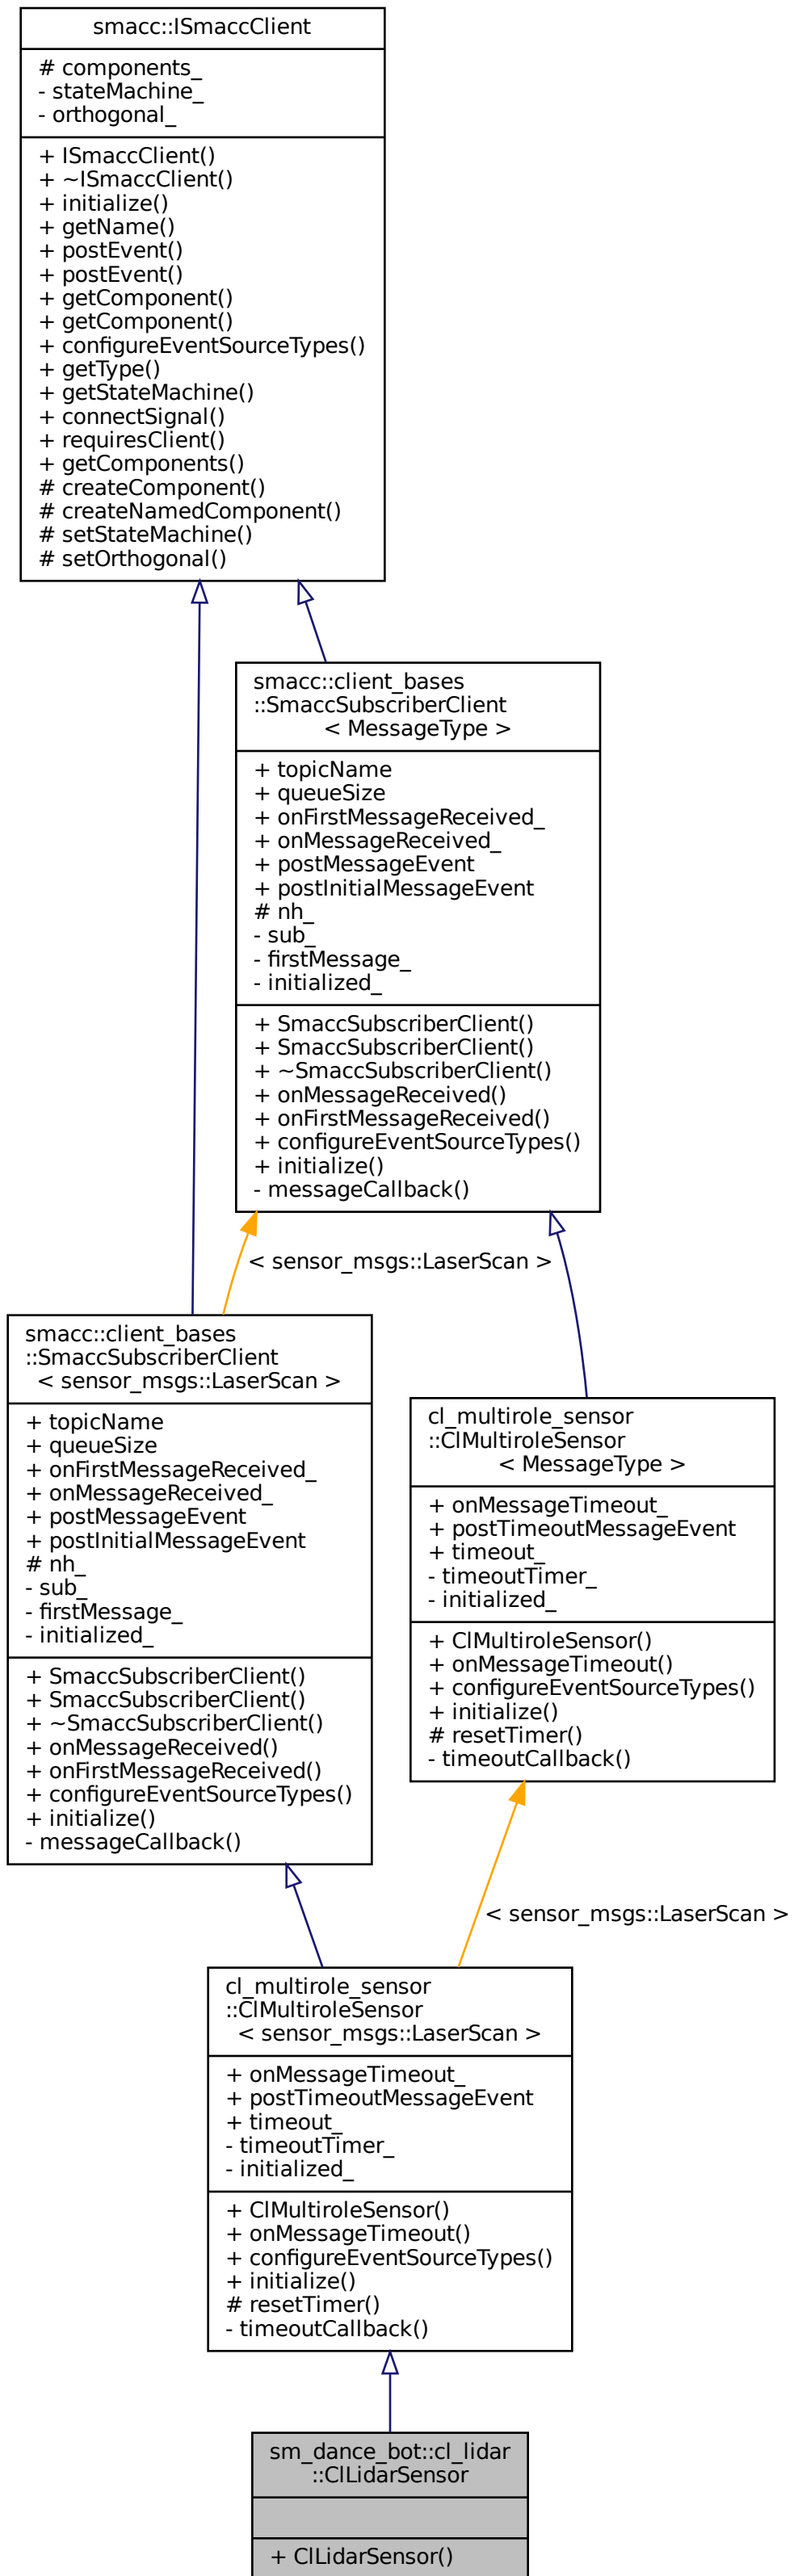 smacc::ISmaccClient
# components_
- stateMachine_
- orthogonal_
+ ISmaccClient()
+ ~ISmaccClient()
+ initialize()
+ getName()
+ postEvent()
+ postEvent()
+ getComponent()
+ getComponent()
+ configureEventSourceTypes()
+ getType()
+ getStateMachine()
+ connectSignal()
+ requiresClient()
+ getComponents()
# createComponent()
# createNamedComponent()
# setStateMachine()
# setOrthogonal()
smacc::client_bases
::SmaccSubscriberClient
< MessageType >
+ topicName
+ queueSize
+ onFirstMessageReceived_
+ onMessageReceived_
+ postMessageEvent
+ postInitialMessageEvent
# nh_
- sub_
- firstMessage_
- initialized_
+ SmaccSubscriberClient()
+ SmaccSubscriberClient()
+ ~SmaccSubscriberClient()
+ onMessageReceived()
+ onFirstMessageReceived()
+ configureEventSourceTypes()
+ initialize()
- messageCallback()
< sensor_msgs::LaserScan >
smacc::client_bases
::SmaccSubscriberClient
< sensor_msgs::LaserScan >
+ topicName
+ queueSize
+ onFirstMessageReceived_
+ onMessageReceived_
+ postMessageEvent
+ postInitialMessageEvent
# nh_
- sub_
- firstMessage_
- initialized_
+ SmaccSubscriberClient()
+ SmaccSubscriberClient()
+ ~SmaccSubscriberClient()
+ onMessageReceived()
+ onFirstMessageReceived()
+ configureEventSourceTypes()
+ initialize()
- messageCallback()
cl_multirole_sensor
::ClMultiroleSensor
< MessageType >
+ onMessageTimeout_
+ postTimeoutMessageEvent
+ timeout_
- timeoutTimer_
- initialized_
+ ClMultiroleSensor()
+ onMessageTimeout()
+ configureEventSourceTypes()
+ initialize()
# resetTimer()
- timeoutCallback()
< sensor_msgs::LaserScan >
cl_multirole_sensor
::ClMultiroleSensor
< sensor_msgs::LaserScan >
+ onMessageTimeout_
+ postTimeoutMessageEvent
+ timeout_
- timeoutTimer_
- initialized_
+ ClMultiroleSensor()
+ onMessageTimeout()
+ configureEventSourceTypes()
+ initialize()
# resetTimer()
- timeoutCallback()
sm_dance_bot::cl_lidar
::ClLidarSensor
+ ClLidarSensor()